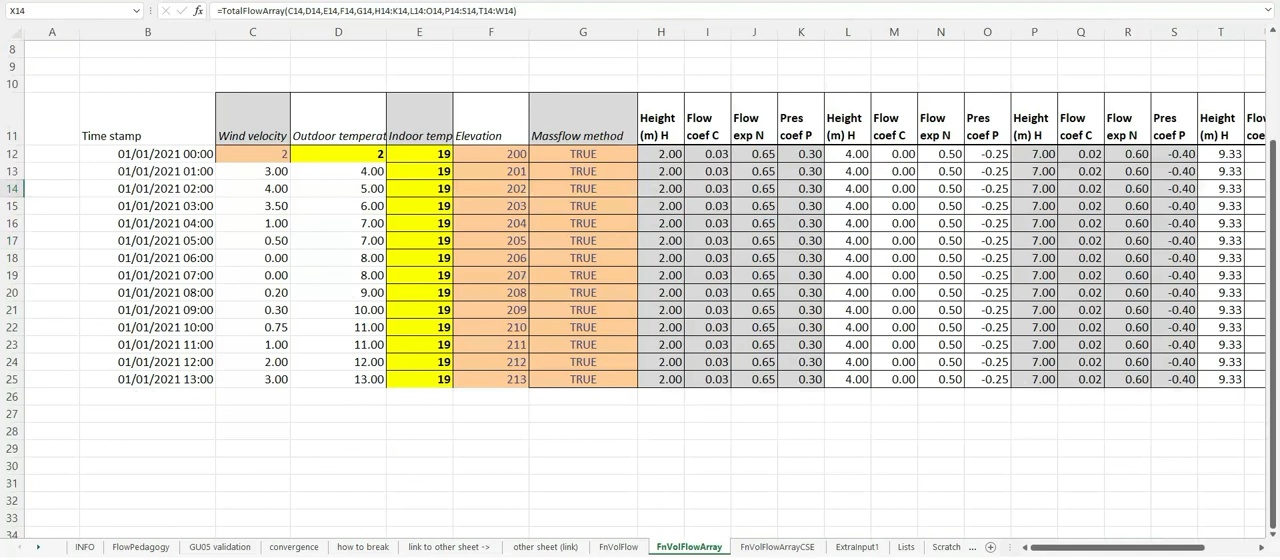 X14 fx =TotalFlowArray(C14,D14,E14,F14,G14,H14:K14,L14:O14,P14:S14,T14:W14)
A B C D E F G H I J K L M N O P Q R S T
8
9
10
11 Time stamp Wind velocity Outdoor temperat Indoor temp Elevation Massflow method Height (m) H Flow coef C Flow exp N Pres coef P Height (m) H Flow coef C Flow exp N Pres coef P Height (m) H Flow coef C Flow exp N Pres coef P Height (m) H
12 01/01/2021 00:00 2 2 19 200 TRUE 2.00 0.03 0.65 0.30 4.00 0.00 0.50 -0.25 7.00 0.02 0.60 -0.40 9.33
13 01/01/2021 01:00 3.00 4.00 19 201 TRUE 2.00 0.03 0.65 0.30 4.00 0.00 0.50 -0.25 7.00 0.02 0.60 -0.40 9.33
14 01/01/2021 02:00 4.00 5.00 19 202 TRUE 2.00 0.03 0.65 0.30 4.00 0.00 0.50 -0.25 7.00 0.02 0.60 -0.40 9.33
15 01/01/2021 03:00 3.50 6.00 19 203 TRUE 2.00 0.03 0.65 0.30 4.00 0.00 0.50 -0.25 7.00 0.02 0.60 -0.40 9.33
16 01/01/2021 04:00 1.00 7.00 19 204 TRUE 2.00 0.03 0.65 0.30 4.00 0.00 0.50 -0.25 7.00 0.02 0.60 -0.40 9.33
17 01/01/2021 05:00 0.50 7.00 19 205 TRUE 2.00 0.03 0.65 0.30 4.00 0.00 0.50 -0.25 7.00 0.02 0.60 -0.40 9.33
18 01/01/2021 06:00 0.00 8.00 19 206 TRUE 2.00 0.03 0.65 0.30 4.00 0.00 0.50 -0.25 7.00 0.02 0.60 -0.40 9.33
19 01/01/2021 07:00 0.00 8.00 19 207 TRUE 2.00 0.03 0.65 0.30 4.00 0.00 0.50 -0.25 7.00 0.02 0.60 -0.40 9.33
20 01/01/2021 08:00 0.20 9.00 19 208 TRUE 2.00 0.03 0.65 0.30 4.00 0.00 0.50 -0.25 7.00 0.02 0.60 -0.40 9.33
21 01/01/2021 09:00 0.30 10.00 19 209 TRUE 2.00 0.03 0.65 0.30 4.00 0.00 0.50 -0.25 7.00 0.02 0.60 -0.40 9.33
22 01/01/2021 10:00 0.75 11.00 19 210 TRUE 2.00 0.03 0.65 0.30 4.00 0.00 0.50 -0.25 7.00 0.02 0.60 -0.40 9.33
23 01/01/2021 11:00 1.00 11.00 19 211 TRUE 2.00 0.03 0.65 0.30 4.00 0.00 0.50 -0.25 7.00 0.02 0.60 -0.40 9.33
24 01/01/2021 12:00 2.00 12.00 19 212 TRUE 2.00 0.03 0.65 0.30 4.00 0.00 0.50 -0.25 7.00 0.02 0.60 -0.40 9.33
25 01/01/2021 13:00 3.00 13.00 19 213 TRUE 2.00 0.03 0.65 0.30 4.00 0.00 0.50 -0.25 7.00 0.02 0.60 -0.40 9.33
26
27
28
29
30
31
32
33
34
INFO FlowPedagogy GU05 validation convergence how to break link to other sheet -> FnVolFlow FnVolFlowArray FnVolFlowArrayCSE ExtraInput1 Lists Scratch ...